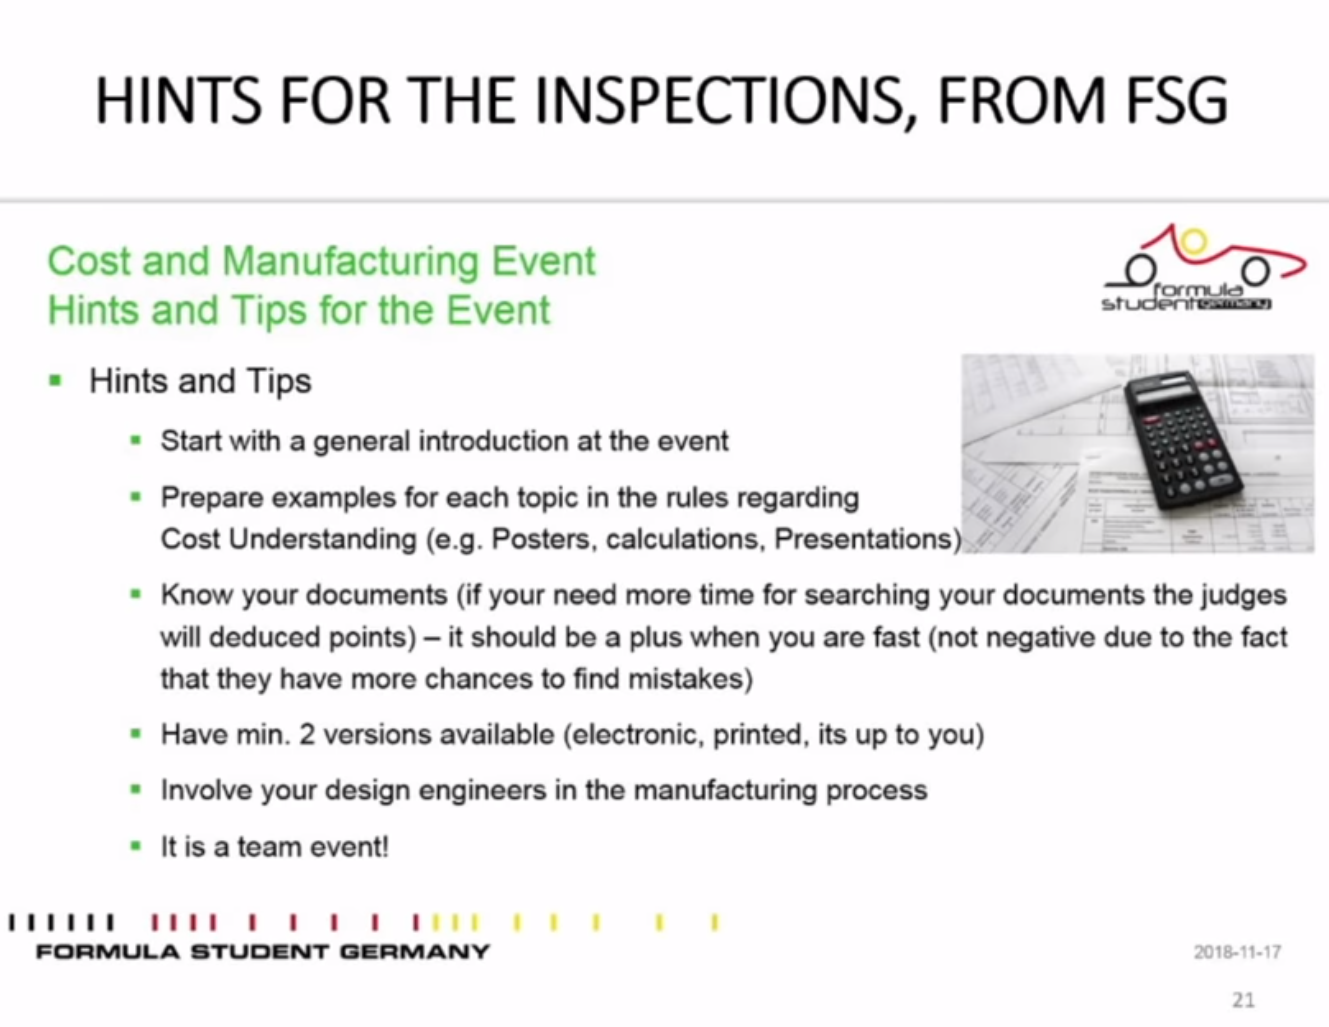 HINTS FOR THE INSPECTIONS, FROM FSG
Cost and Manufacturing Event
Hints and Tips for the Event
formula
student germany
Hints and Tips
Start with a general introduction at the event
Prepare examples for each topic in the rules regarding
Cost Understanding (e.g. Posters, calculations, Presentations)
Know your documents (if your need more time for searching your documents the judges
will deduced points) – it should be a plus when you are fast (not negative due to the fact
that they have more chances to find mistakes)
Have min. 2 versions available (electronic, printed, its up to you)
Involve your design engineers in the manufacturing process
It is a team event!
FORMULA STUDENT GERMANY
2018-11-17
21